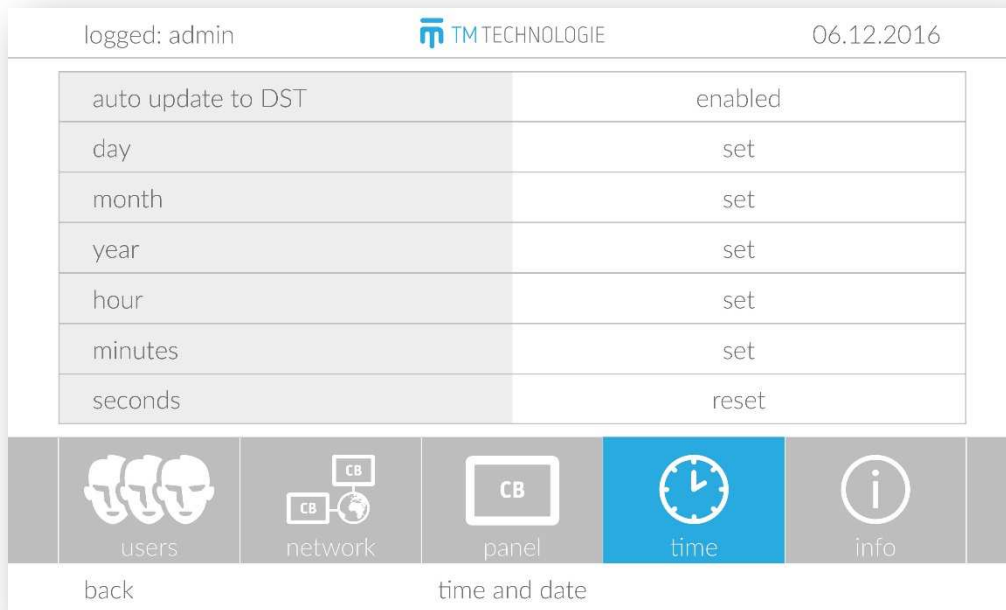 logged: admin TM TECHNOLOGIE 06.12.2016
auto update to DST enabled
day set
month set
year set
hour set
minutes set
seconds reset
CB
CB CB
users network panel time info
back time and date